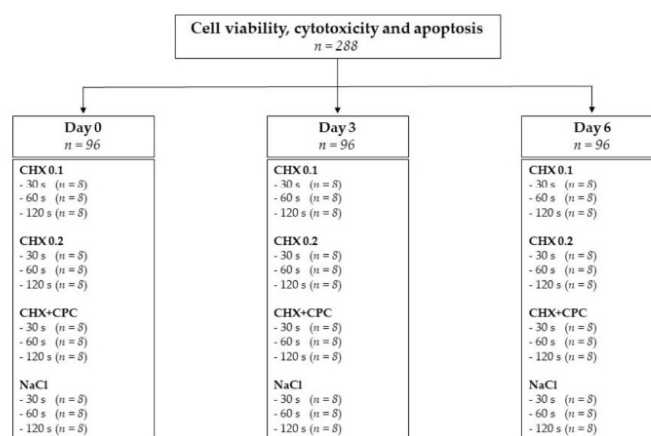 Cell viability, cytotoxicity and apoptosis
n = 288
Day 0
n = 96
CHX 0.1
- 30 s (n = 8)
- 60 s (n = 8)
- 120 s (n = 8)
CHX 0.2
- 30 s (n = 8)
- 60 s (n = 8)
- 120 s (n = 8)
CHX+CPC
- 30 s (n = 8)
- 60 s (n = 8)
- 120 s (n = 8)
NaCl
- 30 s (n = 8)
- 60 s (n = 8)
- 120 s (n = 8)
Day 3
n = 96
CHX 0.1
- 30 s (n = 8)
- 60 s (n = 8)
- 120 s (n = 8)
CHX 0.2
- 30 s (n = 8)
- 60 s (n = 8)
- 120 s (n = 8)
CHX+CPC
- 30 s (n = 8)
- 60 s (n = 8)
- 120 s (n = 8)
NaCl
- 30 s (n = 8)
- 60 s (n = 8)
- 120 s (n = 8)
Day 6
n = 96
CHX 0.1
- 30 s (n = 8)
- 60 s (n = 8)
- 120 s (n = 8)
CHX 0.2
- 30 s (n = 8)
- 60 s (n = 8)
- 120 s (n = 8)
CHX+CPC
- 30 s (n = 8)
- 60 s (n = 8)
- 120 s (n = 8)
NaCl
- 30 s (n = 8)
- 60 s (n = 8)
- 120 s (n = 8)